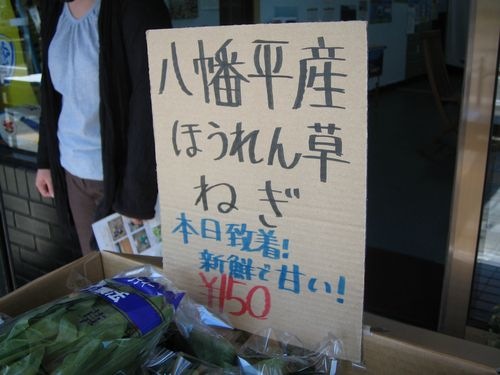 八幡平産
ほうれん草
ねぎ
本日致着!
新鮮で甘い!
¥150